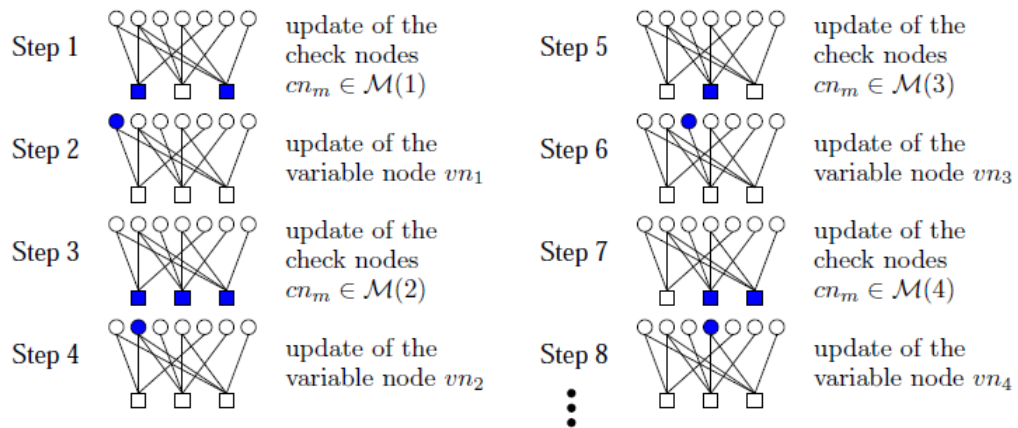 Step 1
update of the
check nodes
cn_m ∈ M(1)
Step 2
update of the
variable node vn_1
Step 3
update of the
check nodes
cn_m ∈ M(2)
Step 4
update of the
variable node vn_2
Step 5
update of the
check nodes
cn_m ∈ M(3)
Step 6
update of the
variable node vn_3
Step 7
update of the
check nodes
cn_m ∈ M(4)
Step 8
update of the
variable node vn_4